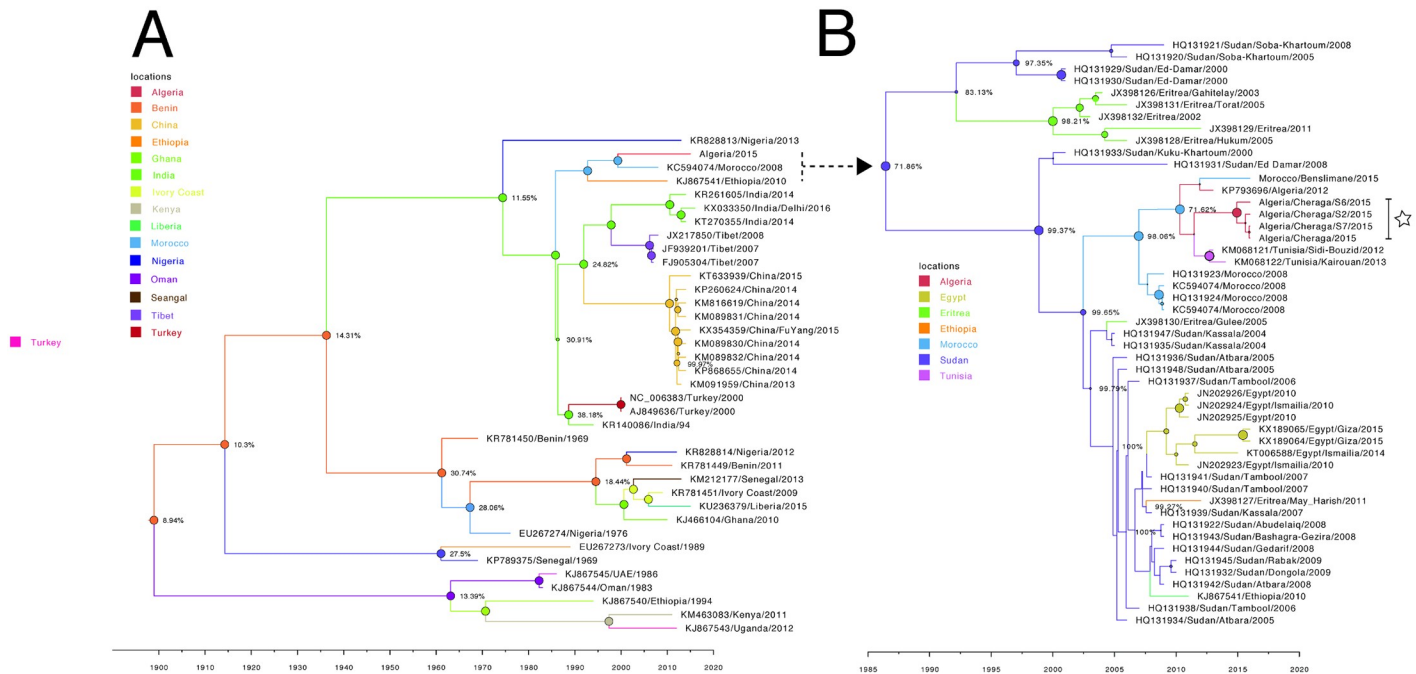 A
B
locations
Algeria
Benin
China
Ethiopia
Ghana
India
Ivory Coast
Kenya
Liberia
Morocco
Nigeria
Oman
Seangal
Tibet
Turkey
Turkey
KR828813/Nigeria/2013
Algeria/2015
KC594074/Morocco/2008
KJ867541/Ethiopia/2010
KR261605/India/2014
KX033350/India/Delhi/2016
KT270355/India/2014
JX217850/Tibet/2008
JF939201/Tibet/2007
FJ905304/Tibet/2007
KT633939/China/2015
KP260624/China/2014
KM816619/China/2014
KM089831/China/2014
KX354359/China/FuYang/2015
KM089830/China/2014
KM089832/China/2014
KP868655/China/2014
KM091959/China/2013
NC_006383/Turkey/2000
AJ849636/Turkey/2000
KR140086/India/94
KR781450/Benin/1969
KR828814/Nigeria/2012
KR781449/Benin/2011
KM212177/Senegal/2013
KR781451/Ivory Coast/2009
KU236379/Liberia/2015
KJ466104/Ghana/2010
EU267274/Nigeria/1976
EU267273/Ivory Coast/1989
KP789375/Senegal/1969
KJ867545/UAE/1986
KJ867544/Oman/1983
KJ867540/Ethiopia/1994
KM463083/Kenya/2011
KJ867543/Uganda/2012
11.55%
24.82%
14.31%
30.91%
99.97%
38.18%
10.3%
30.74%
18.44%
28.06%
8.94%
27.5%
13.39%
1900 1910 1920 1930 1940 1950 1960 1970 1980 1990 2000 2010 2020
HQ131921/Sudan/Soba-Khartoum/2008
HQ131920/Sudan/Soba-Khartoum/2005
HQ131929/Sudan/Ed-Damar/2000
HQ131930/Sudan/Ed-Damar/2000
JX398126/Eritrea/Gahitelay/2003
JX398131/Eritrea/Torat/2005
JX398132/Eritrea/2002
JX398129/Eritrea/2011
JX398128/Eritrea/Hukum/2005
HQ131933/Sudan/Kuku-Khartoum/2000
HQ131931/Sudan/Ed Damar/2008
Morocco/Benslimane/2015
KP793696/Algeria/2012
Algeria/Cheraga/S6/2015
Algeria/Cheraga/S2/2015
Algeria/Cheraga/S7/2015
Algeria/Cheraga/2015
KM068121/Tunisia/Sidi-Bouzid/2012
KM068122/Tunisia/Kairouan/2013
HQ131923/Morocco/2008
KC594074/Morocco/2008
HQ131924/Morocco/2008
KC594074/Morocco/2008
JX398130/Eritrea/Gulee/2005
HQ131947/Sudan/Kassala/2004
HQ131935/Sudan/Kassala/2004
HQ131936/Sudan/Atbara/2005
HQ131948/Sudan/Atbara/2005
HQ131937/Sudan/Tambool/2006
JN202926/Egypt/2010
JN202924/Egypt/Ismailia/2010
JN202925/Egypt/2010
KX189065/Egypt/Giza/2015
KX189064/Egypt/Giza/2015
KT006588/Egypt/Ismailia/2014
JN202923/Egypt/Ismailia/2010
HQ131941/Sudan/Tambool/2007
HQ131940/Sudan/Tambool/2007
JX398127/Eritrea/May_Harish/2011
HQ131939/Sudan/Kassala/2007
HQ131922/Sudan/Abudelaiq/2008
HQ131943/Sudan/Bashagra-Gezira/2008
HQ131944/Sudan/Gedarif/2008
HQ131945/Sudan/Rabak/2009
HQ131932/Sudan/Dongola/2009
HQ131942/Sudan/Atbara/2008
KJ867541/Ethiopia/2010
HQ131938/Sudan/Tambool/2006
HQ131934/Sudan/Atbara/2005
97.35%
83.13%
98.21%
71.86%
71.62%
99.37%
98.06%
99.65%
99.79%
100%
99.27%
100%
locations
Algeria
Egypt
Eritrea
Ethiopia
Morocco
Sudan
Tunisia
1985 1990 1995 2000 2005 2010 2015 2020